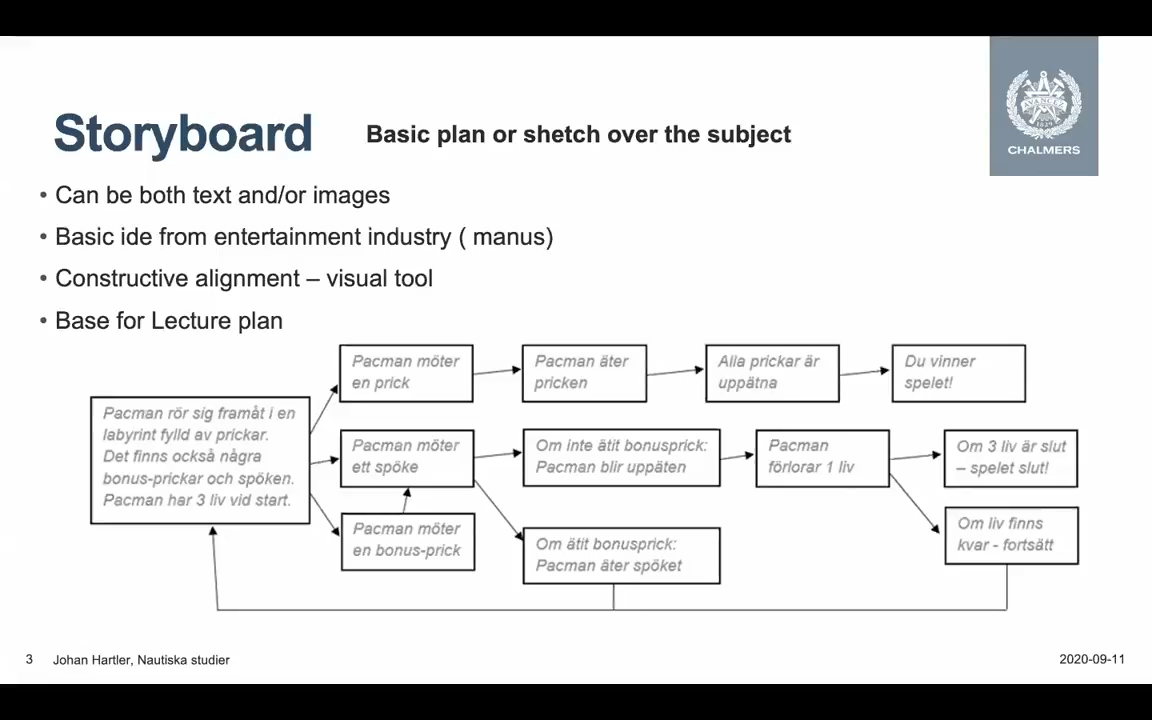 AVANCEZ
1829
CHALMERS
Storyboard
Basic plan or shetch over the subject
• Can be both text and/or images
• Basic ide from entertainment industry ( manus)
• Constructive alignment – visual tool
• Base for Lecture plan
Pacman rör sig framåt i en
labyrint fylld av prickar.
Det finns också några
bonus-prickar och spöken.
Pacman har 3 liv vid start.
Pacman möter
en prick
Pacman äter
pricken
Alla prickar är
uppätna
Du vinner
spelet!
Pacman möter
ett spöke
Om inte ätit bonusprick:
Pacman blir uppäten
Pacman
förlorar 1 liv
Om 3 liv är slut
– spelet slut!
Pacman möter
en bonus-prick
Om ätit bonusprick:
Pacman äter spöket
Om liv finns
kvar - fortsätt
3 Johan Hartler, Nautiska studier
2020-09-11